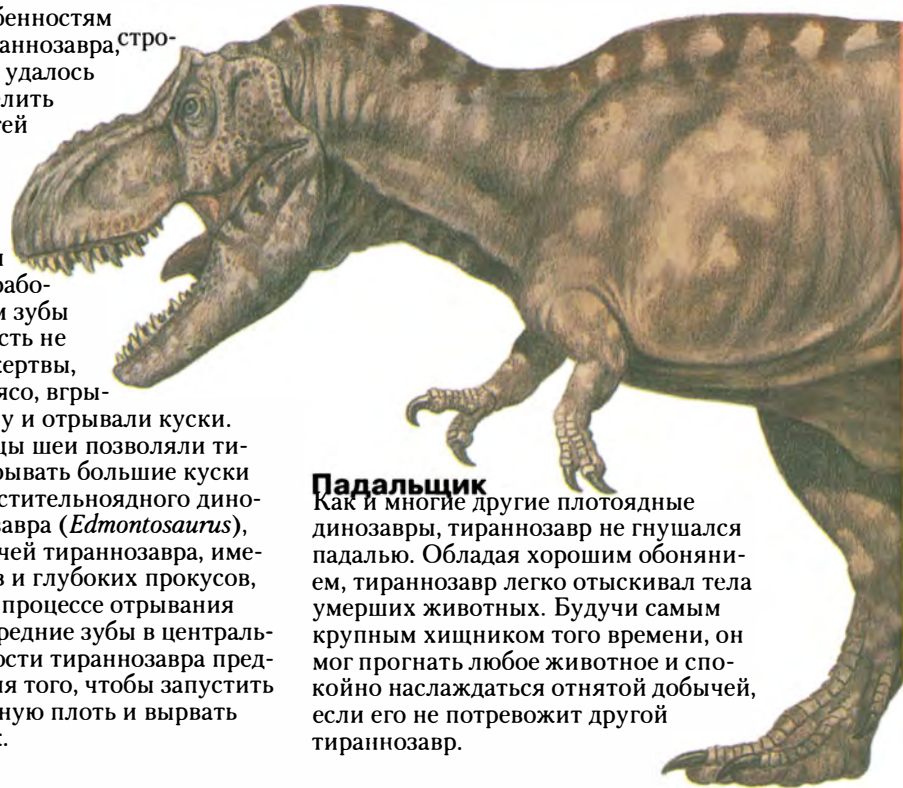 бенностям
аннозавра,стро-
удалось
елить
тей
рабо-
зубы
сть не
жертвы,
ясо, вгры-
у и отрывали куски.
цы шеи позволяли ти-
рывать большие куски
стительноядного дино-
завра (Edmontosaurus),
чей тираннозавра, име-
в и глубоких прокусов,
процессе отрывания
редние зубы в централь-
ости тираннозавра пред-
ля того, чтобы запустить
ную плоть и вырвать
Падальщик
Как и многие другие плотоядные
динозавры, тираннозавр не гнушался
падалью. Обладая хорошим обоняни-
ем, тираннозавр легко отыскивал тела
умерших животных. Будучи самым
крупным хищником того времени, он
мог прогнать любое животное и спо-
койно наслаждаться отнятой добычей,
если его не потревожит другой
тираннозавр.